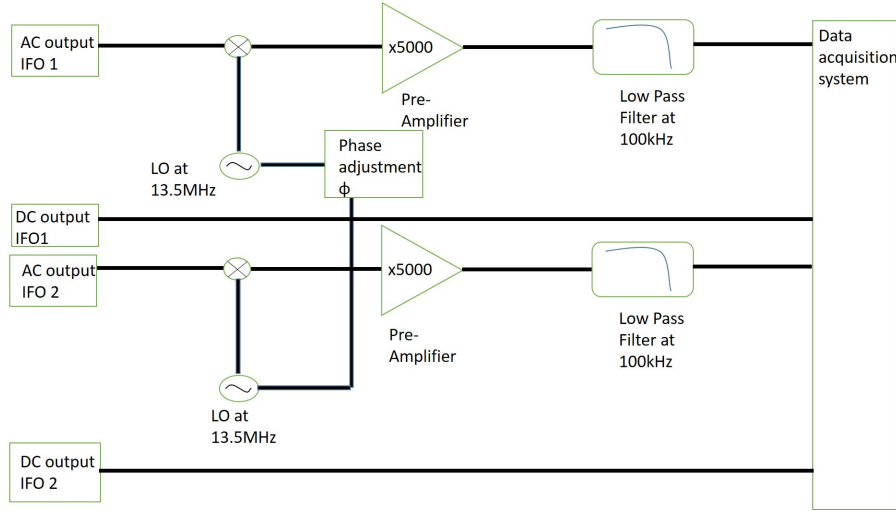 AC output
IFO 1
x5000
Pre-
Amplifier
Low Pass
Filter at
100kHz
Data
acquisition
system
LO at
13.5MHz
Phase
adjustment
ϕ
DC output
IFO1
AC output
IFO 2
x5000
Pre-
Amplifier
Low Pass
Filter at
100kHz
LO at
13.5MHz
DC output
IFO 2